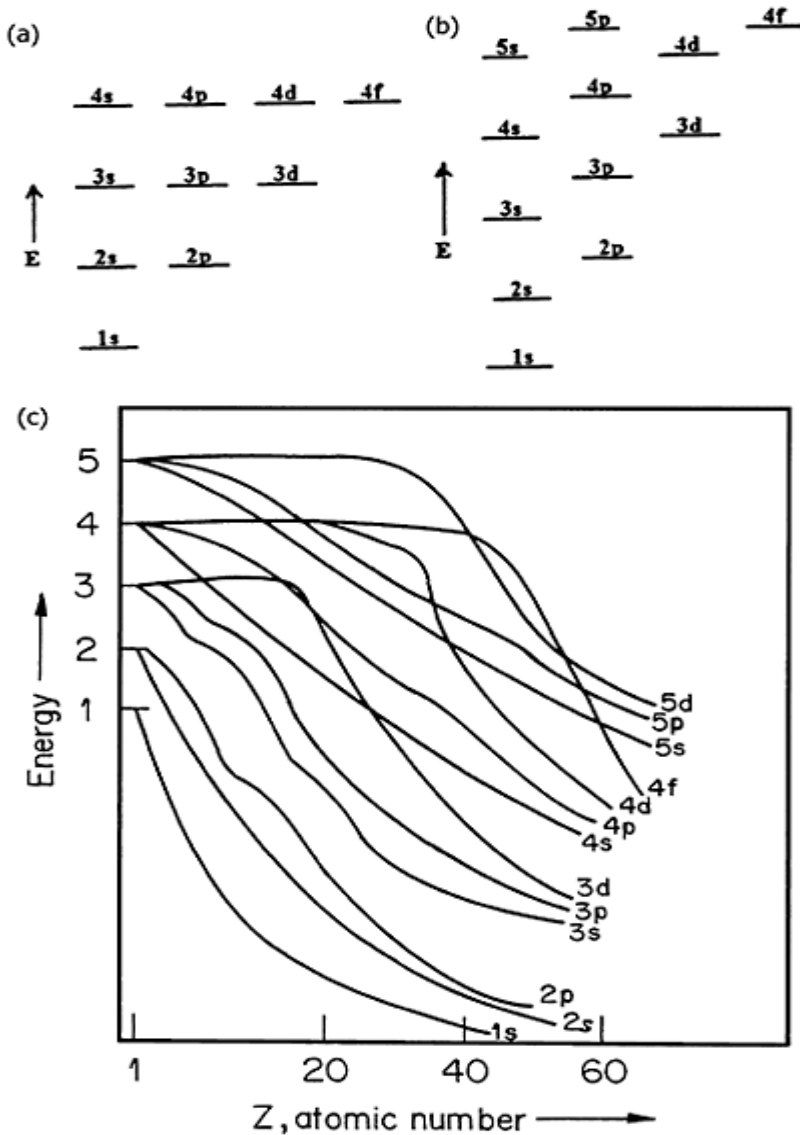 (a)
4s 4p 4d 4f
3s 3p 3d
2s 2p
1s
E
(b)
5p 4f
5s 4d
4p
4s 3d
3p
3s
2p
2s
1s
E
(c)
5
4
3
2
1
Energy
5d
5p
5s
4f
4d
4p
4s
3d
3p
3s
2p
2s
1s
1 20 40 60
Z, atomic number